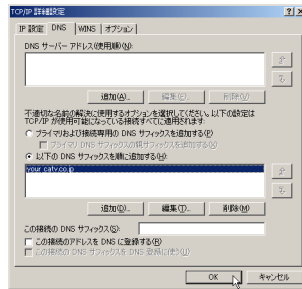 TCP/IP 詳細設定
IP 設定 DNS WINS オプション
DNS サーバー アドレス(使用順)(N):
追加(A)... 編集(E)... 削除(V)
不適切な名前の解決に使用するオプションを選択してください。以下の設定は
TCP/IP が使用可能になっている接続すべてに適用されます:
プライマリおよび接続専用の DNS サフィックスを追加する(P)
プライマリ DNS サフィックスの親サフィックスを追加する(X)
以下の DNS サフィックスを順に追加する(H):
your catv.co.jp
追加(D)... 編集(T)... 削除(M)
この接続の DNS サフィックス(S):
この接続のアドレスを DNS に登録する(R)
この接続の DNS サフィックスを DNS 登録に使う(U)
OK キャンセル